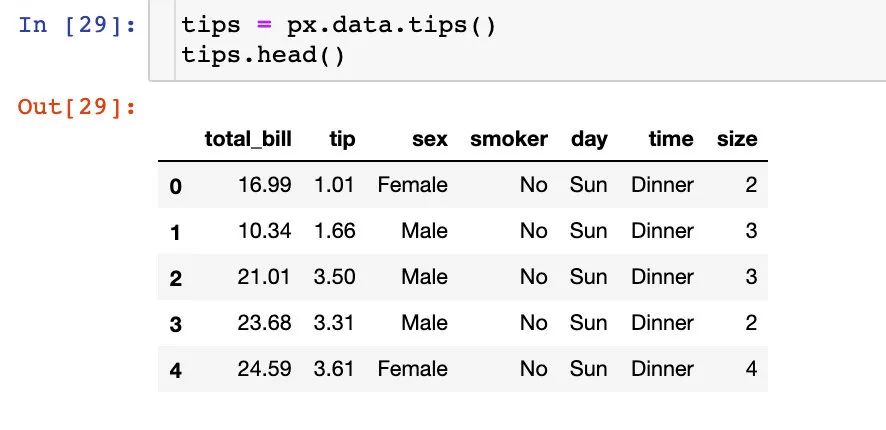 In [29]: tips = px.data.tips()
tips.head()
Out[29]:
total_bill tip sex smoker day time size
0 16.99 1.01 Female No Sun Dinner 2
1 10.34 1.66 Male No Sun Dinner 3
2 21.01 3.50 Male No Sun Dinner 3
3 23.68 3.31 Male No Sun Dinner 2
4 24.59 3.61 Female No Sun Dinner 4